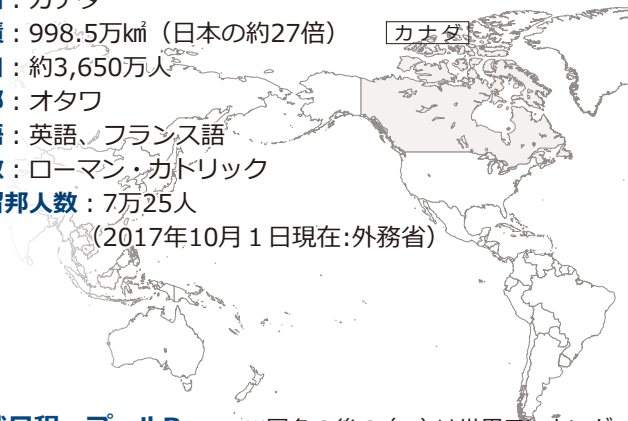 ：カナダ
：998.5万㎢（日本の約27倍）
カナダ
：約3,650万人
：オタワ
：英語、フランス語
：ローマン・カトリック
邦人数：7万25人
（2017年10月１日現在:外務省）